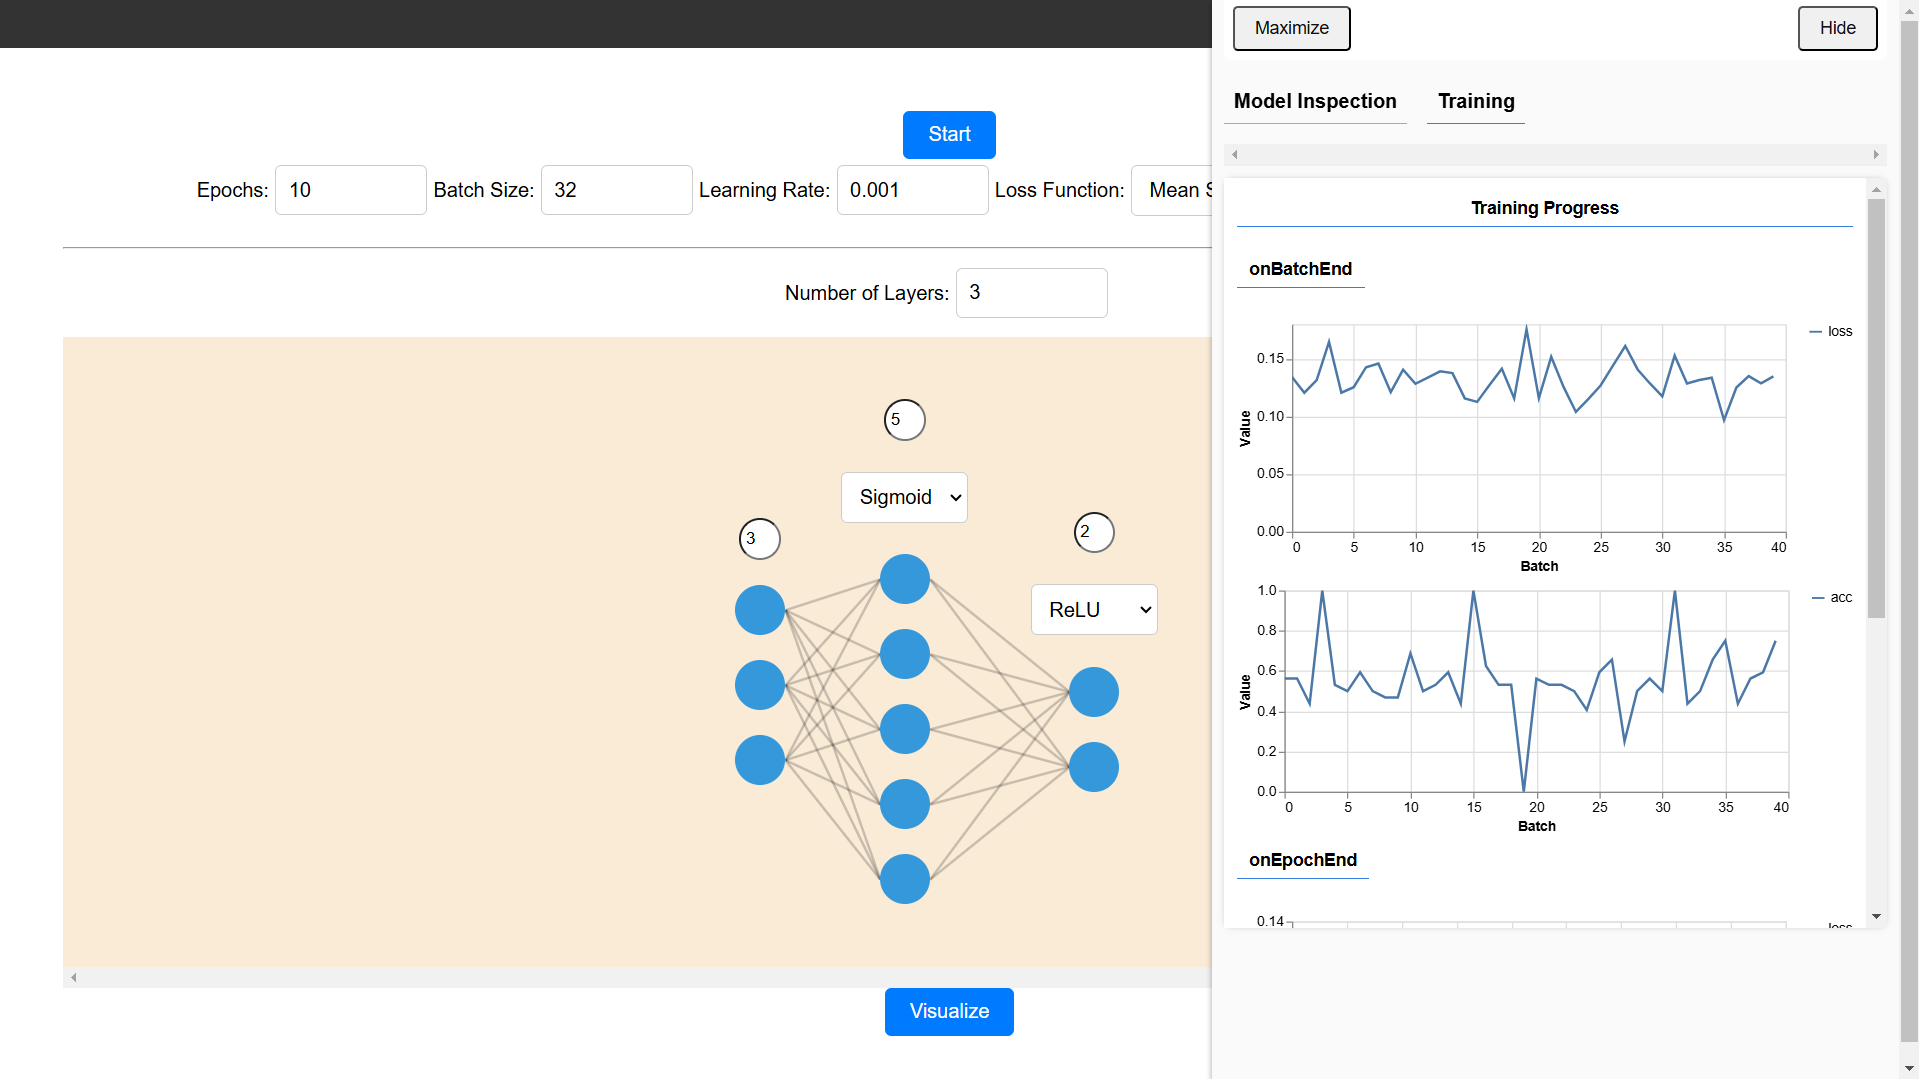 Maximize
Hide
Model Inspection
Training
Start
Epochs: 10 Batch Size: 32 Learning Rate: 0.001 Loss Function: Mean S
Number of Layers: 3
5
Sigmoid
3
2
ReLU
Visualize
Training Progress
onBatchEnd
loss
0.15
0.10
0.05
0.00
Value
0 5 10 15 20 25 30 35 40
Batch
acc
1.0
0.8
0.6
0.4
0.2
0.0
Value
0 5 10 15 20 25 30 35 40
Batch
onEpochEnd
0.14
loss